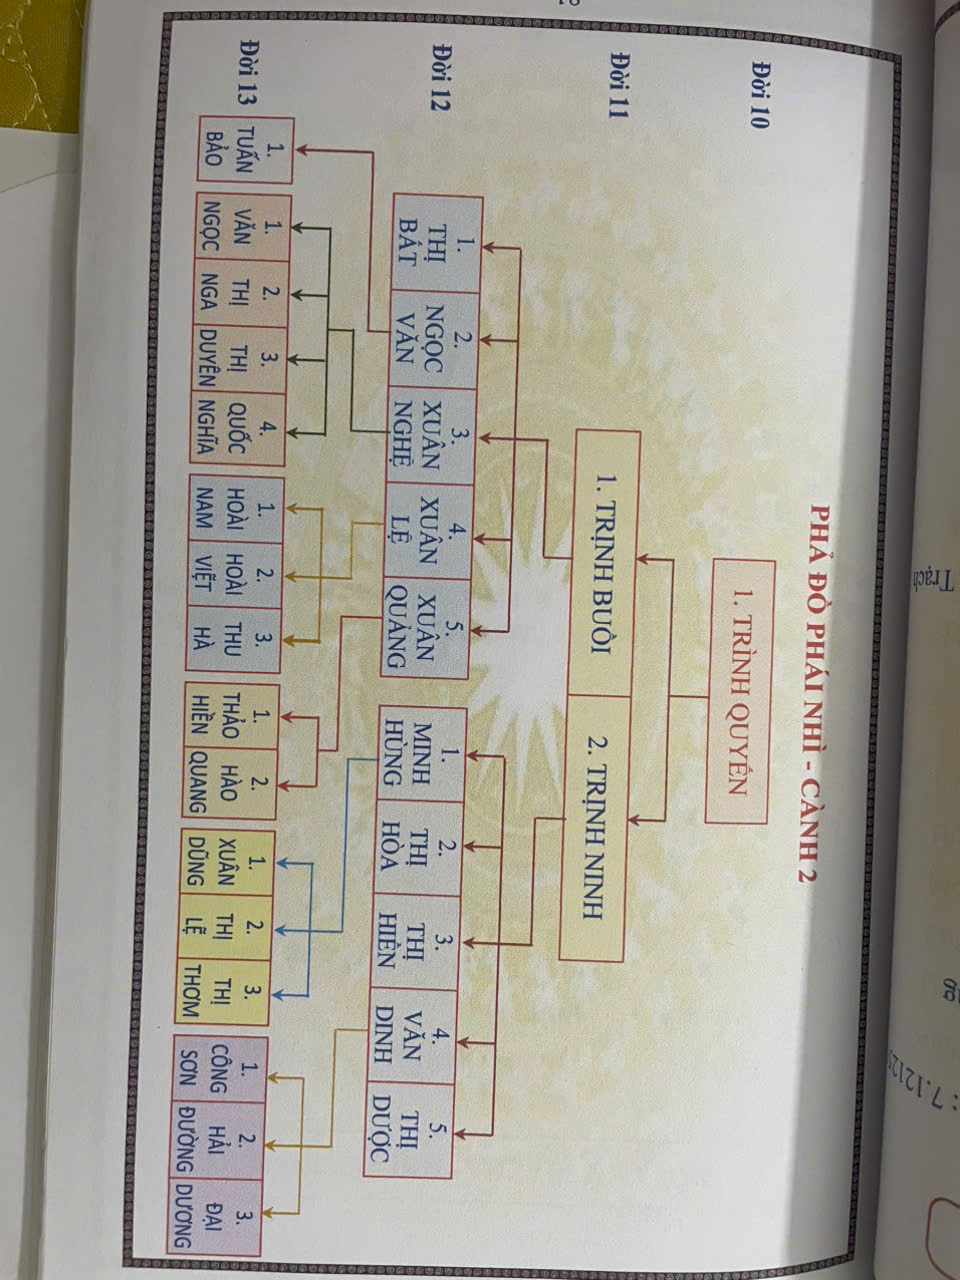 PHẢ ĐỒ PHÁI NHÌ - CÀNH 2
Đời 10
1. TRÌNH QUYỀN
Đời 11
1. TRỊNH BUỒI
2. TRỊNH NINH
Đời 12
1.
THỊ
BẤT
2.
NGỌC
VĂN
3.
XUÂN
NGHỆ
4.
XUÂN
LỆ
5.
XUÂN
QUẢNG
1.
MINH
HÙNG
2.
THỊ
HÒA
3.
THỊ
HIÊN
4.
VĂN
DINH
5.
THỊ
DƯỢC
Đời 13
1.
TUẤN
BẢO
1.
VĂN
NGỌC
2.
THỊ
NGA
3.
THỊ
DUYÊN
4.
QUỐC
NGHĨA
1.
HOÀI
NAM
2.
HOÀI
VIỆT
3.
THU
HÀ
1.
THẢO
HIỀN
2.
HÀO
QUANG
1.
XUÂN
DŨNG
2.
THỊ
LẼ
3.
THỊ
THƠM
1.
CÔNG
SƠN
2.
HẢI
ĐƯỜNG
3.
ĐẠI
DƯƠNG
Trạch